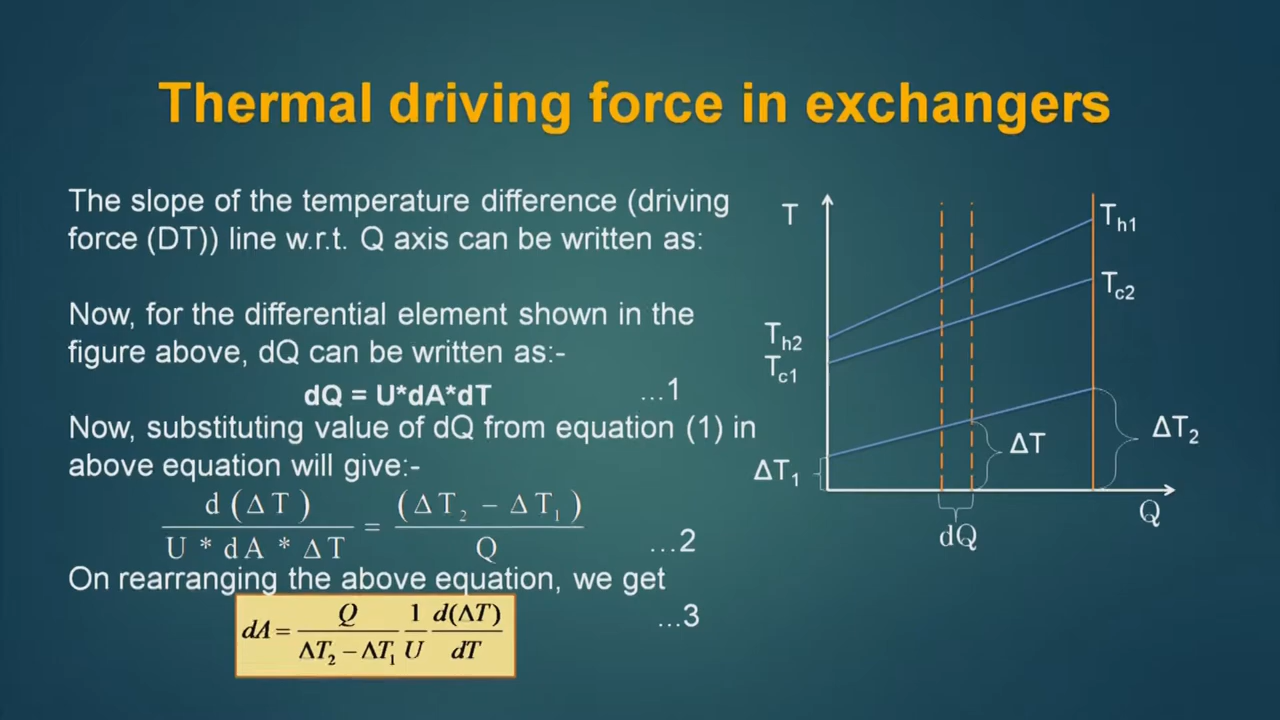 Thermal driving force in exchangers
The slope of the temperature difference (driving
force (DT)) line w.r.t. Q axis can be written as:
Now, for the differential element shown in the
figure above, dQ can be written as:-
dQ = U*dA*dT …1
Now, substituting value of dQ from equation (1) in
above equation will give:-
d (ΔT) / U * dA * ΔT = (ΔT₂ − ΔT₁) / Q …2
On rearranging the above equation, we get
dA = Q / ΔT₂ − ΔT₁ 1 / U d(ΔT) / dT …3
T
Th1
Tc2
Th2
Tc1
ΔT₂
ΔT
ΔT₁
Q
dQ